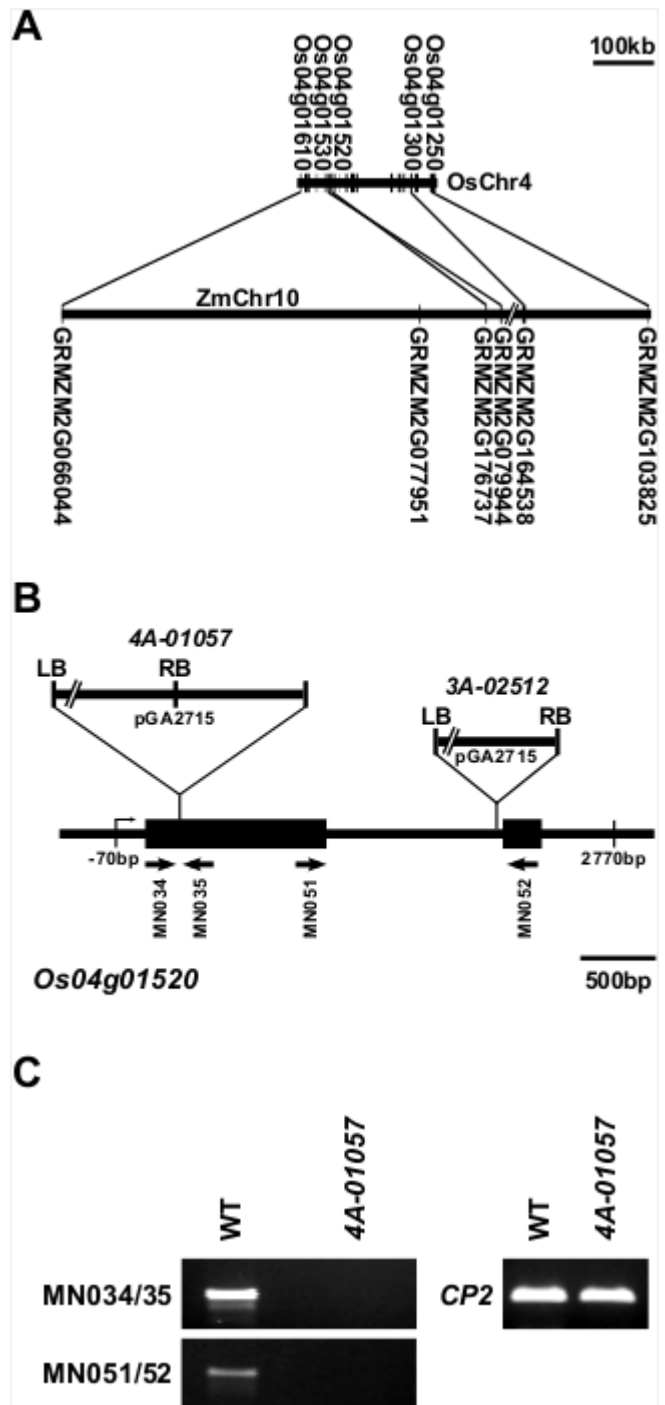 A
Os04g01610
Os04g01530
Os04g01520
Os04g01300
Os04g01250
100kb
OsChr4
ZmChr10
GRMZM2G066044
GRMZM2G077951
GRMZM2G176737
GRMZM2G079944
GRMZM2G164538
GRMZM2G103825
B
4A-01057
LB
RB
pGA2715
3A-02512
LB
RB
pGA2715
-70bp
2770bp
MN034
MN035
MN051
MN052
Os04g01520
500bp
C
WT
4A-01057
WT
4A-01057
MN034/35
CP2
MN051/52